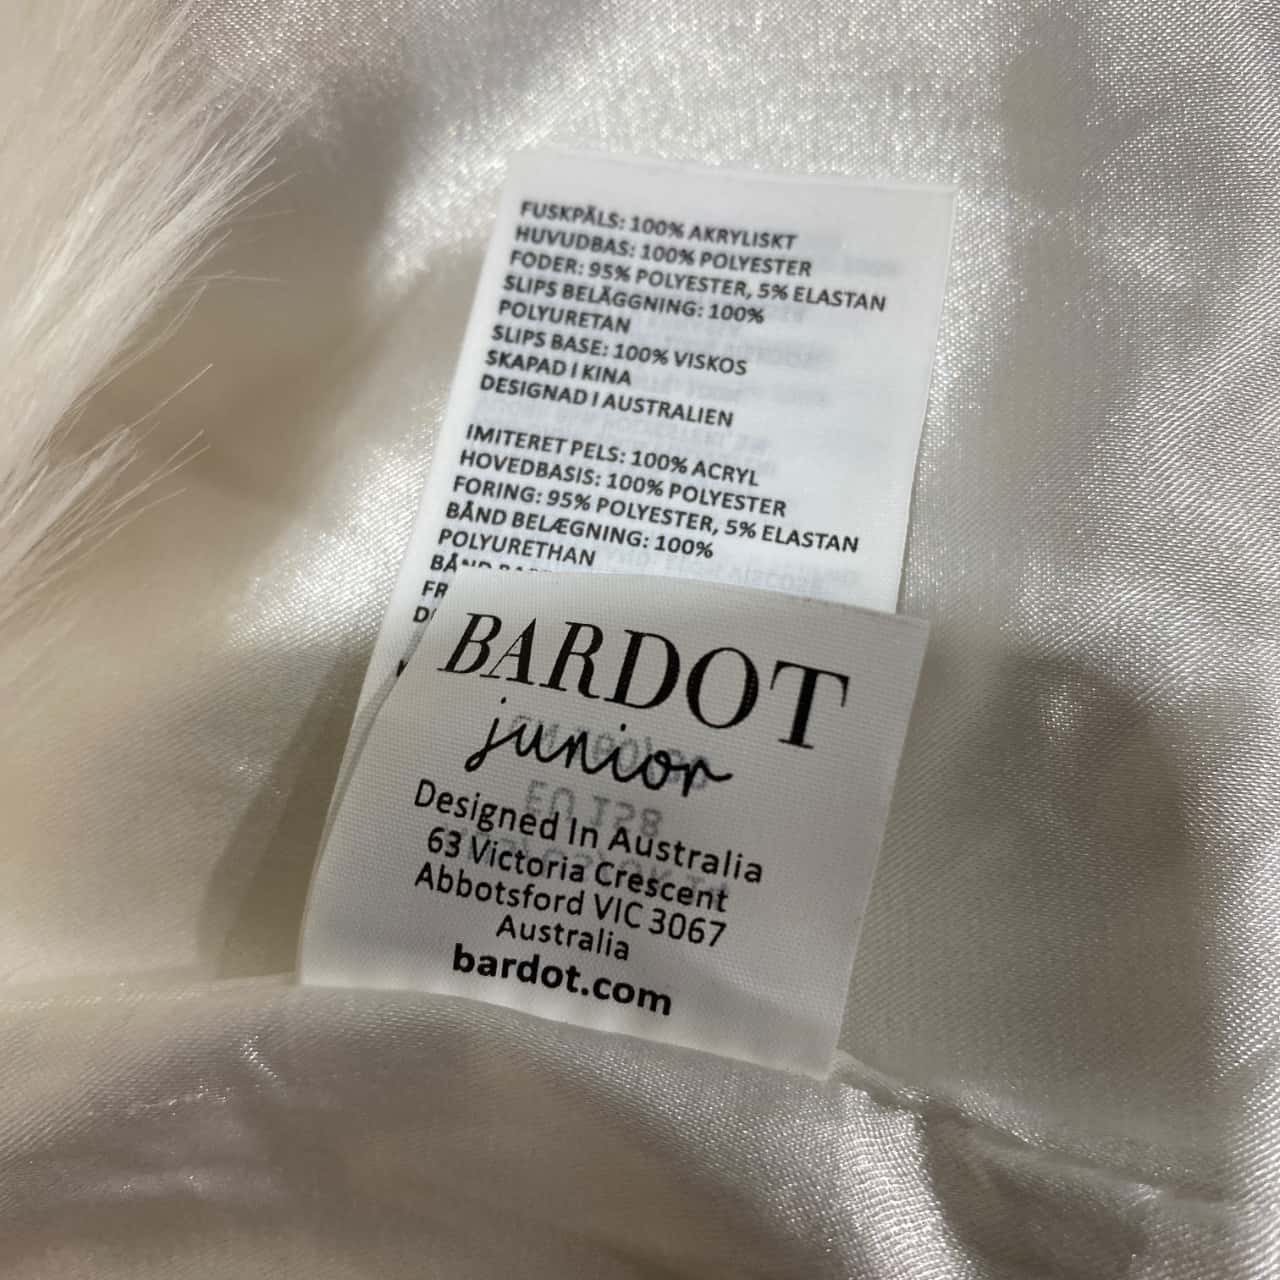 FUSKPÄLS: 100% AKRYLISKT
HUVUDBAS: 100% POLYESTER
FODER: 95% POLYESTER, 5% ELASTAN
SLIPS BELÄGGNING: 100%
POLYURETAN
SLIPS BASE: 100% VISKOS
SKAPAD I KINA
DESIGNAD I AUSTRALIEN
IMITERET PELS: 100% ACRYL
HOVEDBASIS: 100% POLYESTER
FORING: 95% POLYESTER, 5% ELASTAN
BÅND BELÆGNING: 100%
POLYURETHAN
BÅND
BARDOT
junior
Designed In Australia
63 Victoria Crescent
Abbotsford VIC 3067
Australia
bardot.com